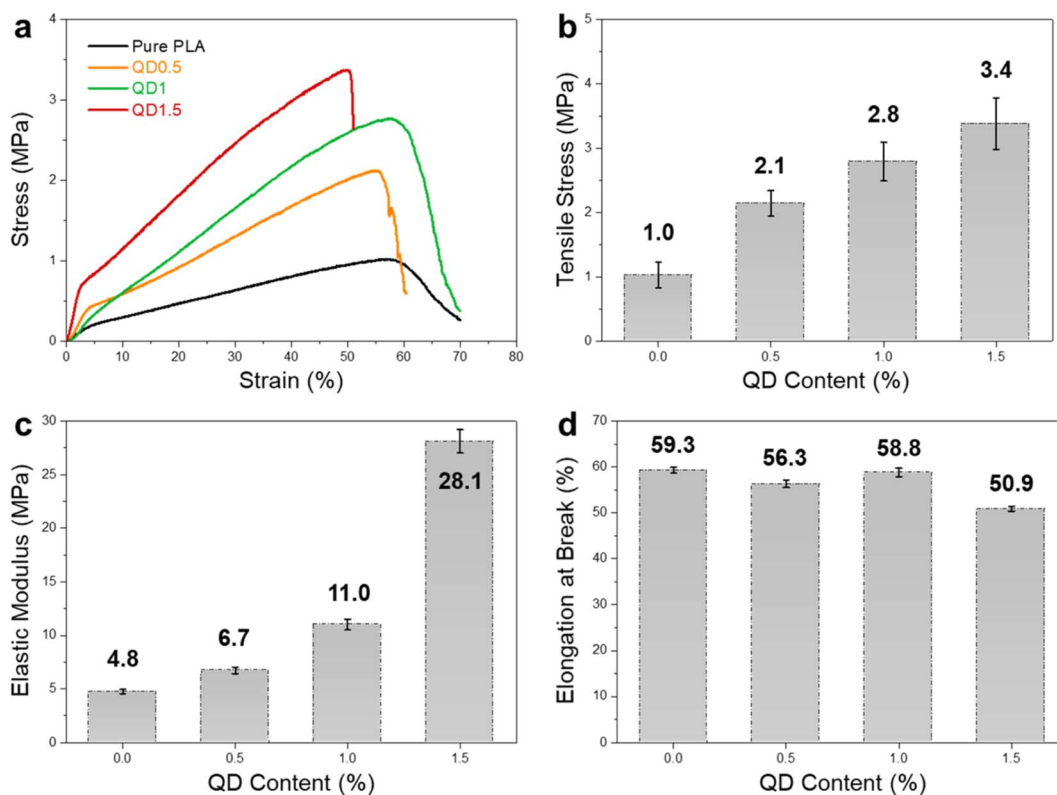 a
Stress (MPa)
4
3
2
1
0
Pure PLA
QD0.5
QD1
QD1.5
0 10 20 30 40 50 60 70 80
Strain (%)
b
Tensile Stress (MPa)
5
4
3
2
1
0
1.0
2.1
2.8
3.4
0.0 0.5 1.0 1.5
QD Content (%)
c
Elastic Modulus (MPa)
30
25
20
15
10
5
0
4.8
6.7
11.0
28.1
0.0 0.5 1.0 1.5
QD Content (%)
d
Elongation at Break (%)
70
60
50
40
30
20
10
0
59.3
56.3
58.8
50.9
0.0 0.5 1.0 1.5
QD Content (%)